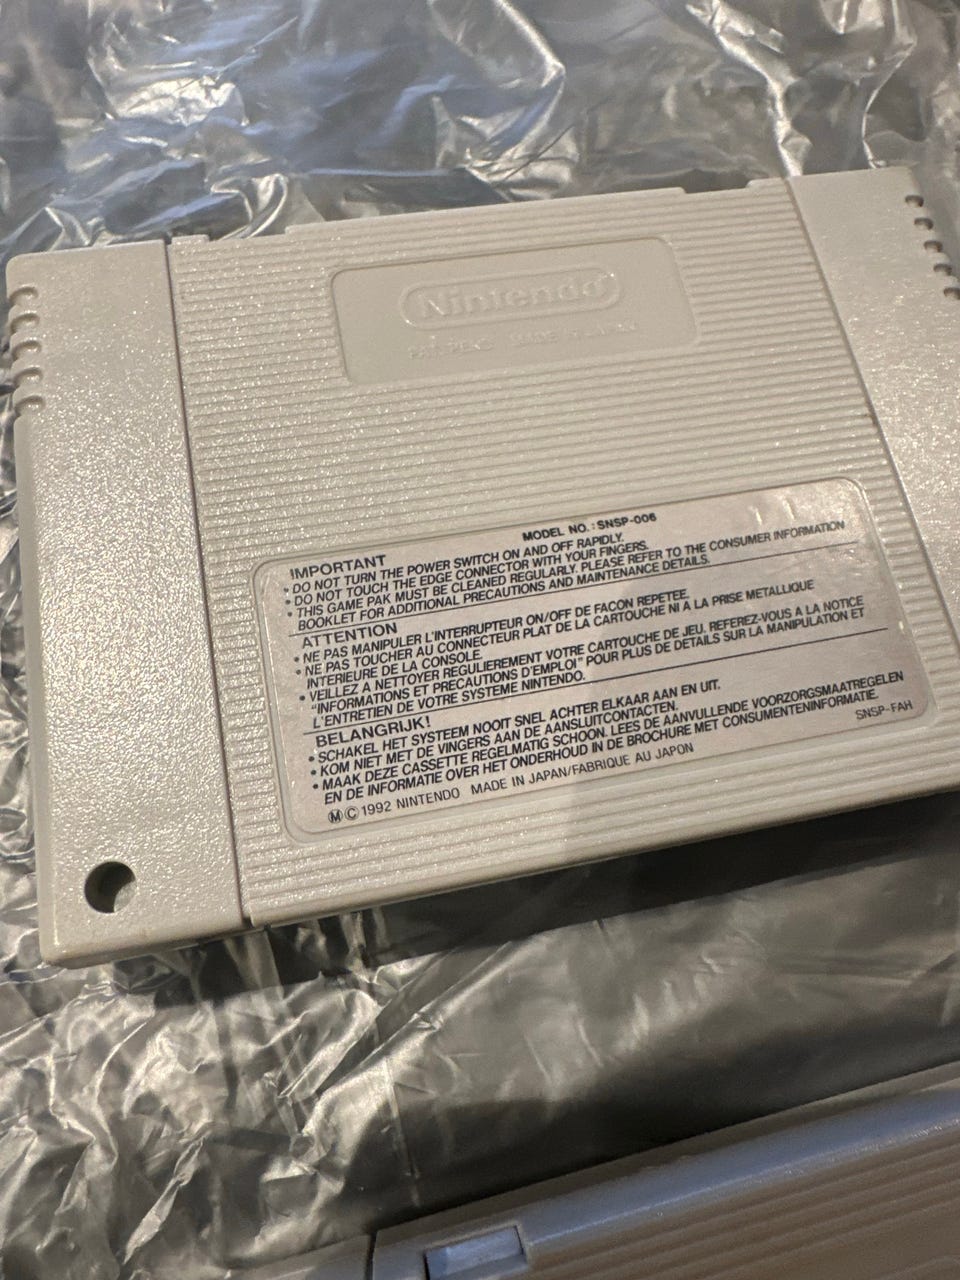 Nintendo
PAT. PEND. MADE IN JAPAN
MODEL NO.: SNSP-006
IMPORTANT
• DO NOT TURN THE POWER SWITCH ON AND OFF RAPIDLY.
• DO NOT TOUCH THE EDGE CONNECTOR WITH YOUR FINGERS.
• THIS GAME PAK MUST BE CLEANED REGULARLY. PLEASE REFER TO THE CONSUMER INFORMATION
BOOKLET FOR ADDITIONAL PRECAUTIONS AND MAINTENANCE DETAILS.
ATTENTION
• NE PAS MANIPULER L'INTERRUPTEUR ON/OFF DE FACON REPETEE.
• NE PAS TOUCHER AU CONNECTEUR PLAT DE LA CARTOUCHE NI A LA PRISE METALLIQUE
INTERIEURE DE LA CONSOLE.
• VEILLEZ A NETTOYER REGULIEREMENT VOTRE CARTOUCHE DE JEU. REFEREZ-VOUS A LA NOTICE
"INFORMATIONS ET PRECAUTIONS D'EMPLOI" POUR PLUS DE DETAILS SUR LA MANIPULATION ET
L'ENTRETIEN DE VOTRE SYSTEME NINTENDO.
BELANGRIJK!
• SCHAKEL HET SYSTEEM NOOIT SNEL ACHTER ELKAAR AAN EN UIT.
• KOM NIET MET DE VINGERS AAN DE AANSLUITCONTACTEN.
• MAAK DEZE CASSETTE REGELMATIG SCHOON. LEES DE AANVULLENDE VOORZORGSMAATREGELEN
EN DE INFORMATIE OVER HET ONDERHOUD IN DE BROCHURE MET CONSUMENTENINFORMATIE.
SNSP-FAH
Ⓜ © 1992 NINTENDO MADE IN JAPAN/FABRIQUE AU JAPON